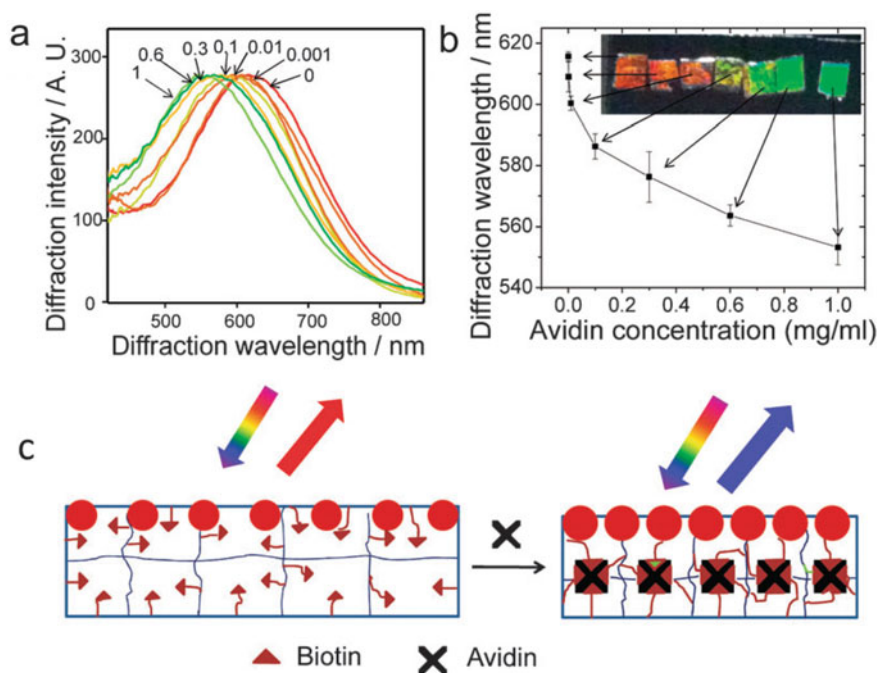 a
0.6
0.3
0.1
0.01
0.001
1
0
300
200
100
0
500
600
700
800
Diffraction intensity / A. U.
Diffraction wavelength / nm
b
620
600
580
560
540
0.0
0.2
0.4
0.6
0.8
1.0
Diffraction wavelength / nm
Avidin concentration (mg/ml)
c
Biotin
Avidin